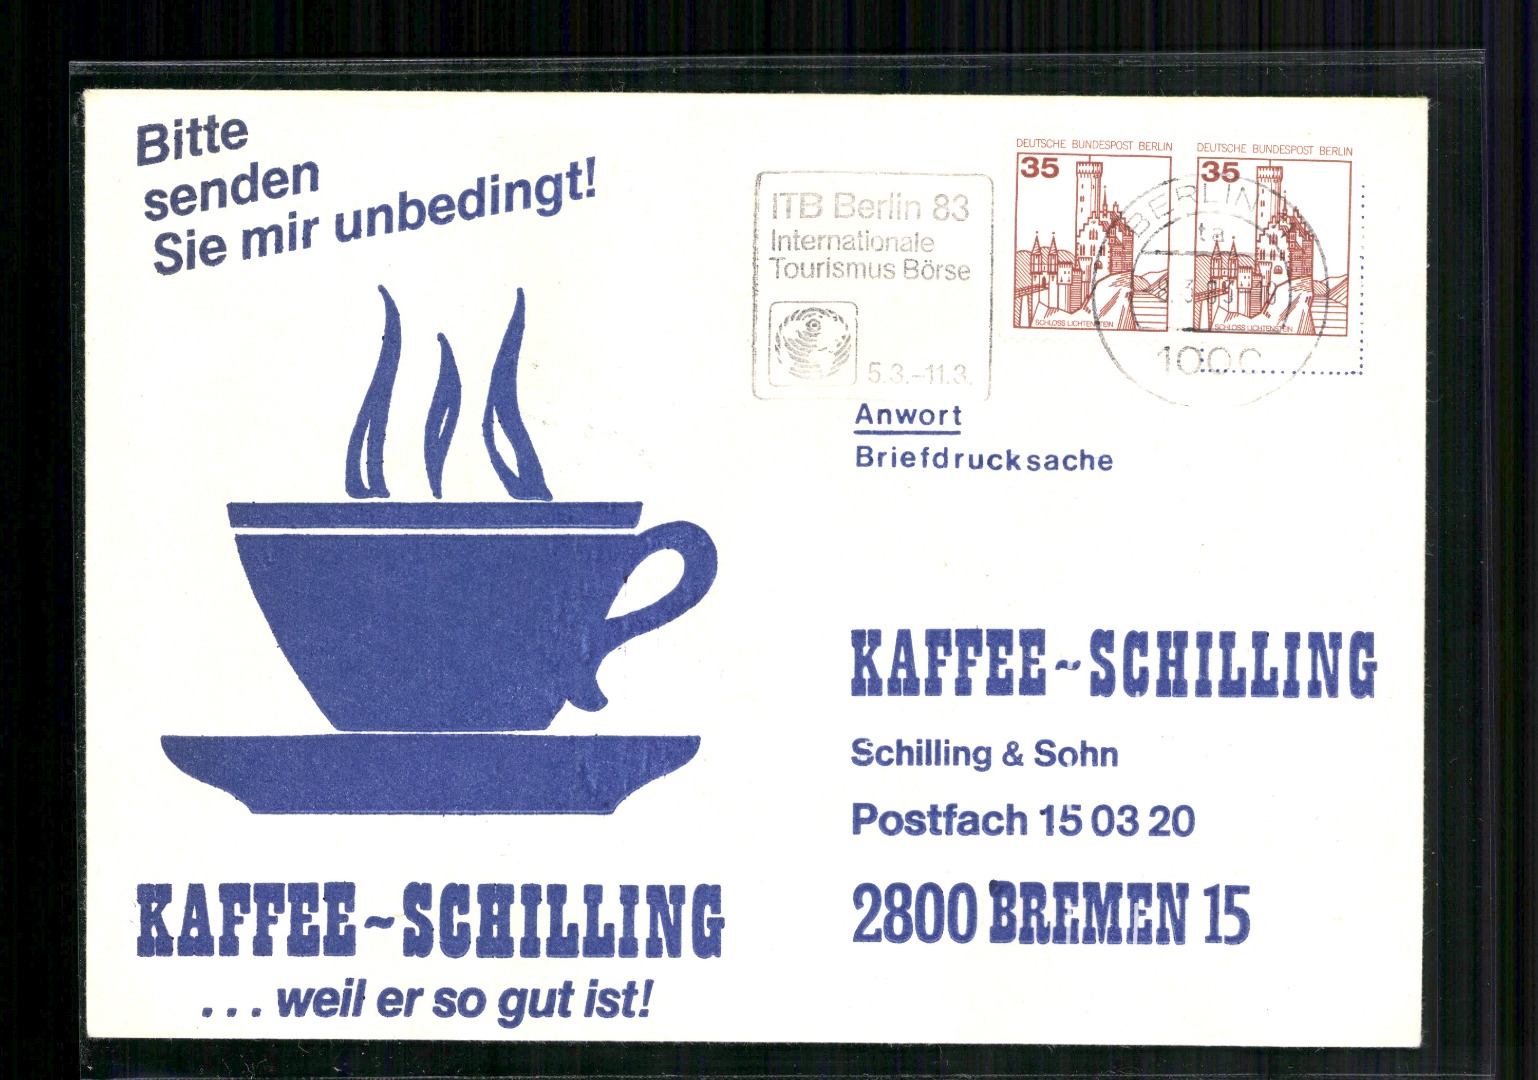 Bitte
senden
Sie mir unbedingt!
ITB Berlin 83
Internationale
Tourismus Börse
5.3.–11.3.
DEUTSCHE BUNDESPOST BERLIN
35
SCHLOSS LICHTENSTEIN
DEUTSCHE BUNDESPOST BERLIN
35
SCHLOSS LICHTENSTEIN
BERLIN
ta
Anwort
Briefdrucksache
KAFFEE~SCHILLING
Schilling & Sohn
Postfach 15 03 20
2800 BREMEN 15
KAFFEE~SCHILLING
...weil er so gut ist!